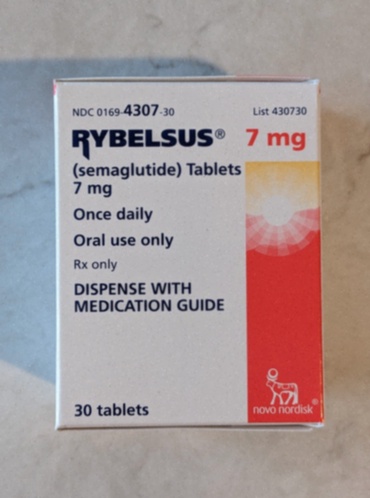 NDC 0169-4307-30 List 430730
RYBELSUS® 7 mg
(semaglutide) Tablets
7 mg
Once daily
Oral use only
Rx only
DISPENSE WITH
MEDICATION GUIDE
30 tablets
novo nordisk®